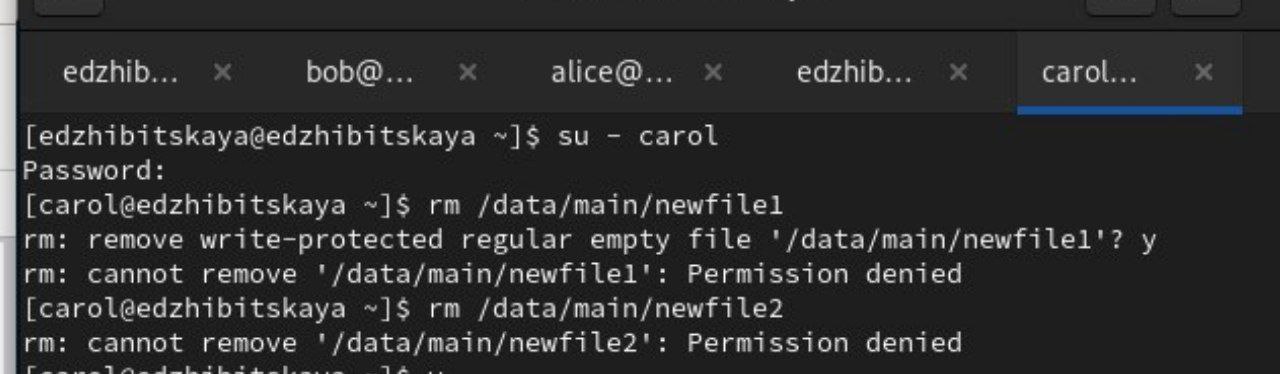 edzhib... × bob@... × alice@... × edzhib... × carol... ×
[edzhibitskaya@edzhibitskaya ~]$ su - carol
Password:
[carol@edzhibitskaya ~]$ rm /data/main/newfile1
rm: remove write-protected regular empty file '/data/main/newfile1'? y
rm: cannot remove '/data/main/newfile1': Permission denied
[carol@edzhibitskaya ~]$ rm /data/main/newfile2
rm: cannot remove '/data/main/newfile2': Permission denied